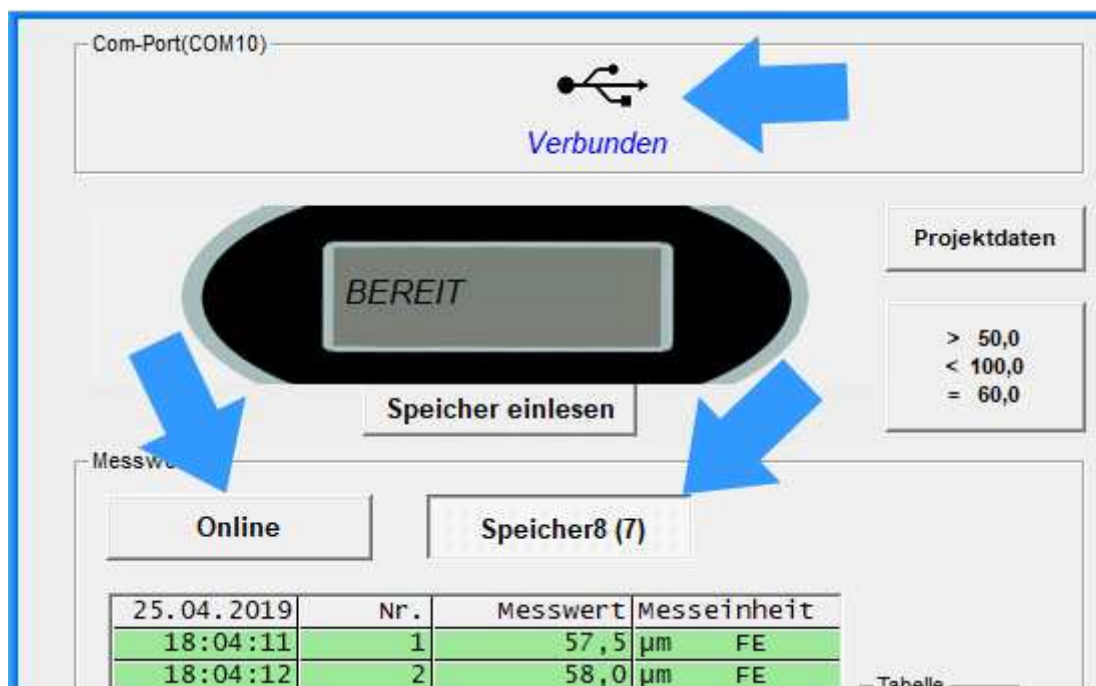 Com-Port(COM10)
Verbunden
BEREIT
Projektdaten
> 50,0
< 100,0
= 60,0
Speicher einlesen
Online
Speicher8 (7)
25.04.2019 Nr. Messwert Messeinheit
18:04:11 1 57,5 µm FE
18:04:12 2 58,0 µm FE
Tabelle